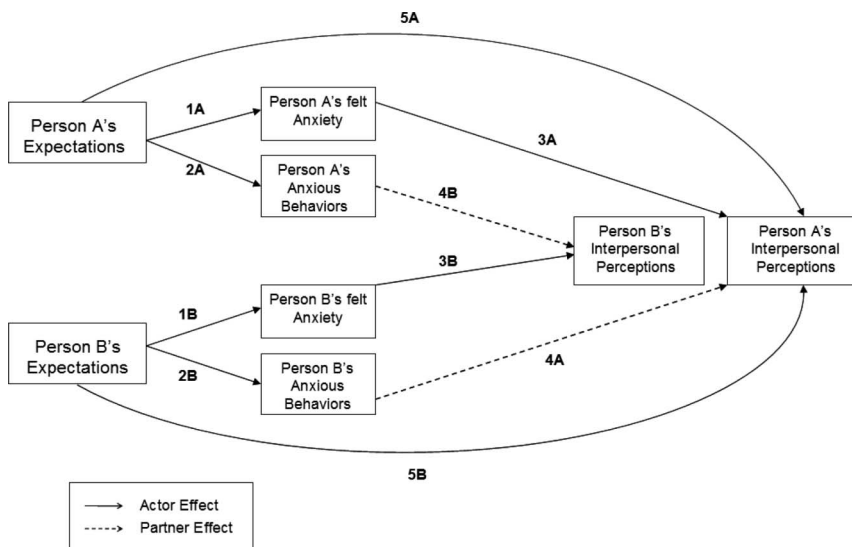 5A
Person A's
Expectations
1A
2A
Person A's felt
Anxiety
Person A's
Anxious
Behaviors
3A
4B
Person B's
Interpersonal
Perceptions
Person A's
Interpersonal
Perceptions
3B
Person B's
Expectations
1B
2B
Person B's felt
Anxiety
Person B's
Anxious
Behaviors
4A
5B
Actor Effect
Partner Effect